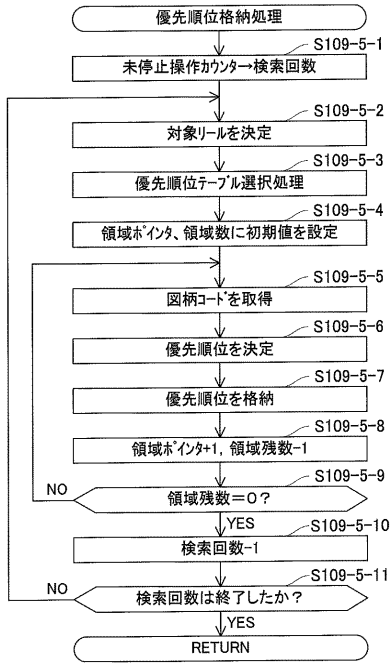 優先順位格納処理
S109-5-1
未停止操作カウンタ→検索回数
S109-5-2
対象リールを決定
S109-5-3
優先順位テーブル選択処理
S109-5-4
領域ポインタ、領域数に初期値を設定
S109-5-5
図柄コードを取得
S109-5-6
優先順位を決定
S109-5-7
優先順位を格納
S109-5-8
領域ポインタ+1, 領域残数-1
S109-5-9
NO
領域残数=0?
YES
S109-5-10
検索回数-1
S109-5-11
NO
検索回数は終了したか?
YES
RETURN